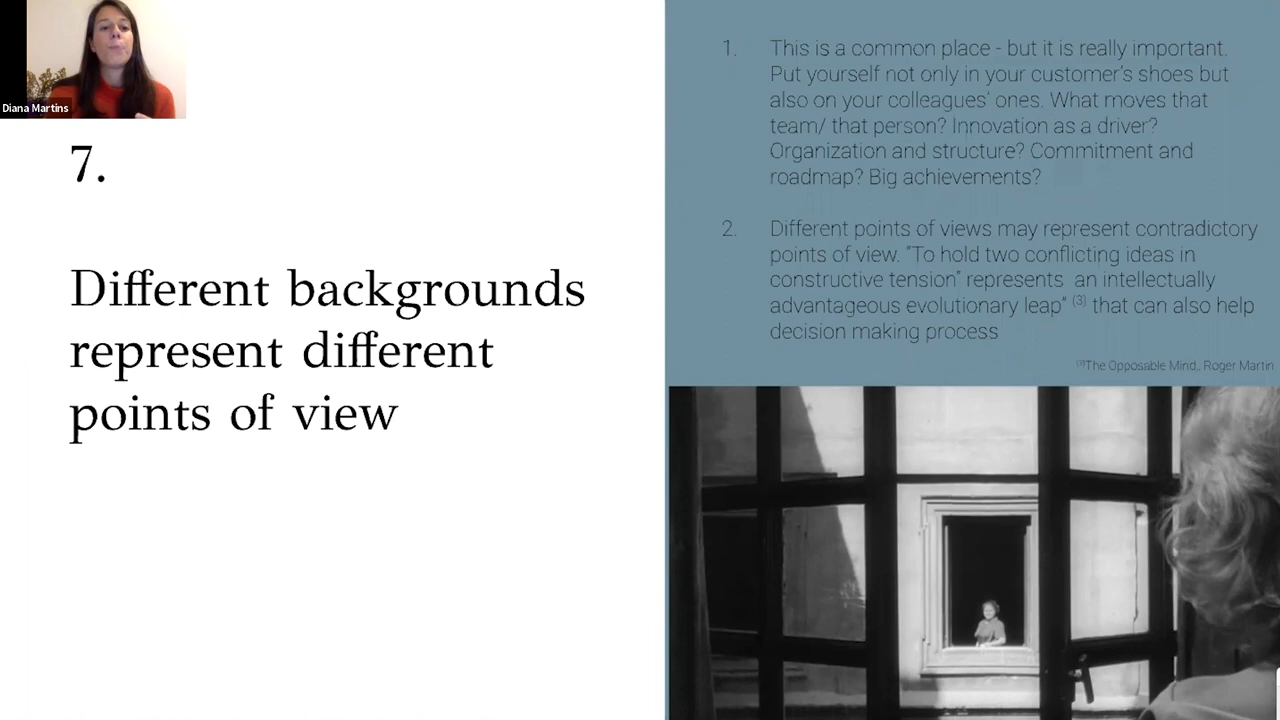 Diana Martins
7.
Different backgrounds
represent different
points of view
1. This is a common place - but it is really important.
Put yourself not only in your customer's shoes but
also on your colleagues' ones. What moves that
team/ that person? Innovation as a driver?
Organization and structure? Commitment and
roadmap? Big achievements?
2. Different points of views may represent contradictory
points of view. "To hold two conflicting ideas in
constructive tension" represents an intellectually
advantageous evolutionary leap" (3) that can also help
decision making process
(3)The Opposable Mind,. Roger Martin